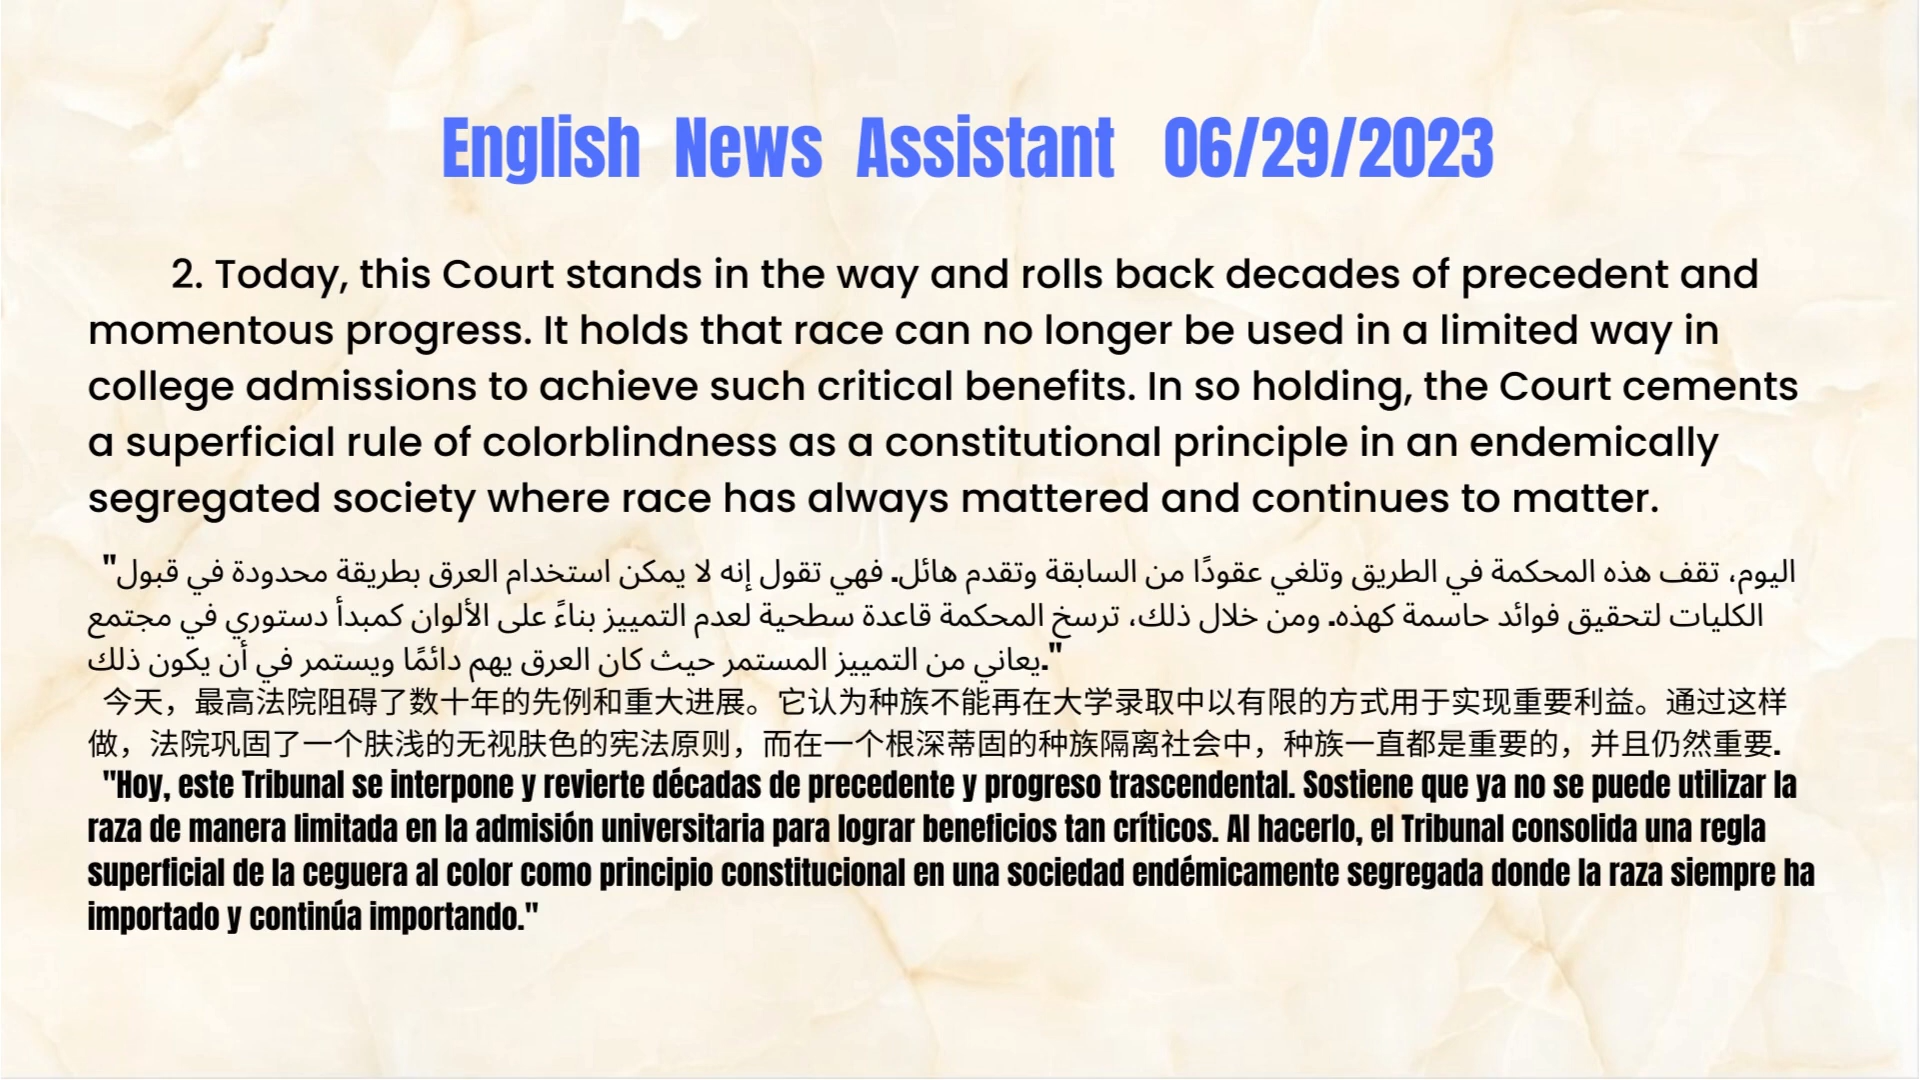 English News Assistant 06/29/2023
2. Today, this Court stands in the way and rolls back decades of precedent and
momentous progress. It holds that race can no longer be used in a limited way in
college admissions to achieve such critical benefits. In so holding, the Court cements
a superficial rule of colorblindness as a constitutional principle in an endemically
segregated society where race has always mattered and continues to matter.
"اليوم، تقف هذه المحكمة في الطريق وتلغي عقودًا من السابقة وتقدم هائل. فهي تقول إنه لا يمكن استخدام العرق بطريقة محدودة في قبول
الكليات لتحقيق فوائد حاسمة كهذه. ومن خلال ذلك، ترسخ المحكمة قاعدة سطحية لعدم التمييز بناءً على الألوان كمبدأ دستوري في مجتمع
يعاني من التمييز المستمر حيث كان العرق يهم دائمًا ويستمر في أن يكون ذلك."
今天，最高法院阻碍了数十年的先例和重大进展。它认为种族不能再在大学录取中以有限的方式用于实现重要利益。通过这样
做，法院巩固了一个肤浅的无视肤色的宪法原则，而在一个根深蒂固的种族隔离社会中，种族一直都是重要的，并且仍然重要.
"Hoy, este Tribunal se interpone y revierte décadas de precedente y progreso trascendental. Sostiene que ya no se puede utilizar la
raza de manera limitada en la admisión universitaria para lograr beneficios tan críticos. Al hacerlo, el Tribunal consolida una regla
superficial de la ceguera al color como principio constitucional en una sociedad endémicamente segregada donde la raza siempre ha
importado y continúa importando."